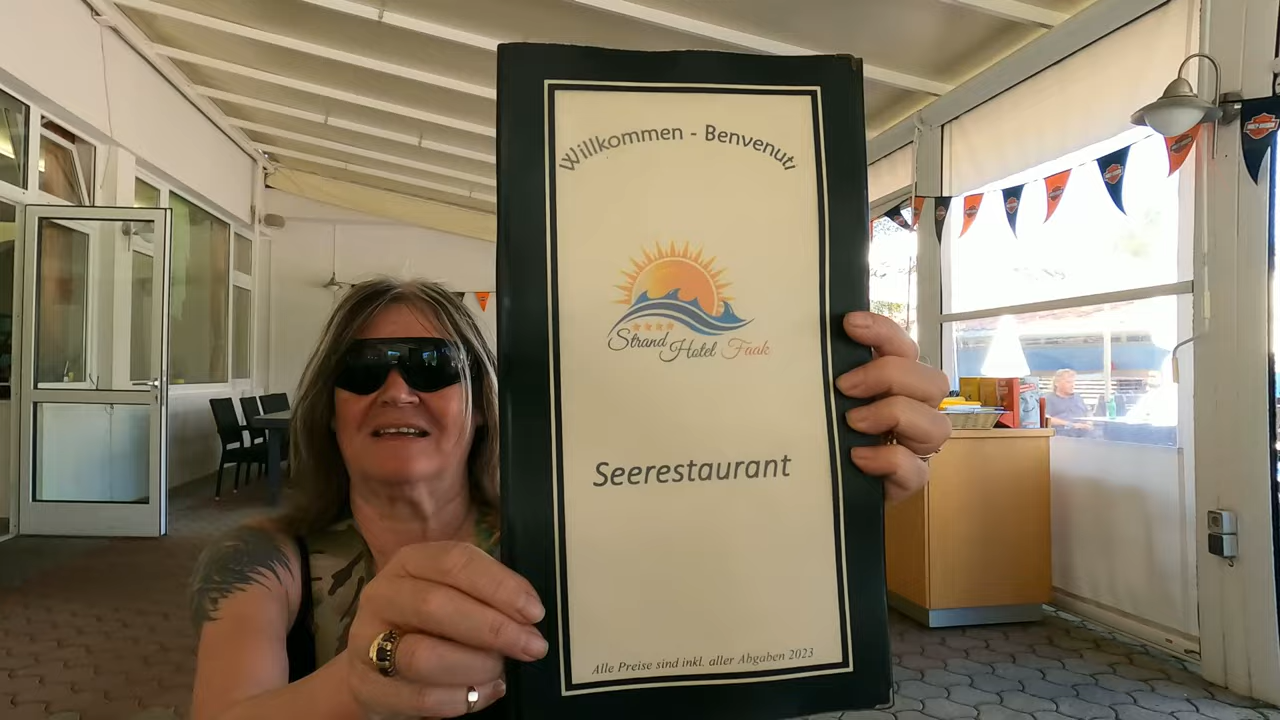 Willkommen - Benvenuti
Strand
Hotel Faak
Seerestaurant
Alle Preise sind inkl. aller Abgaben 2023